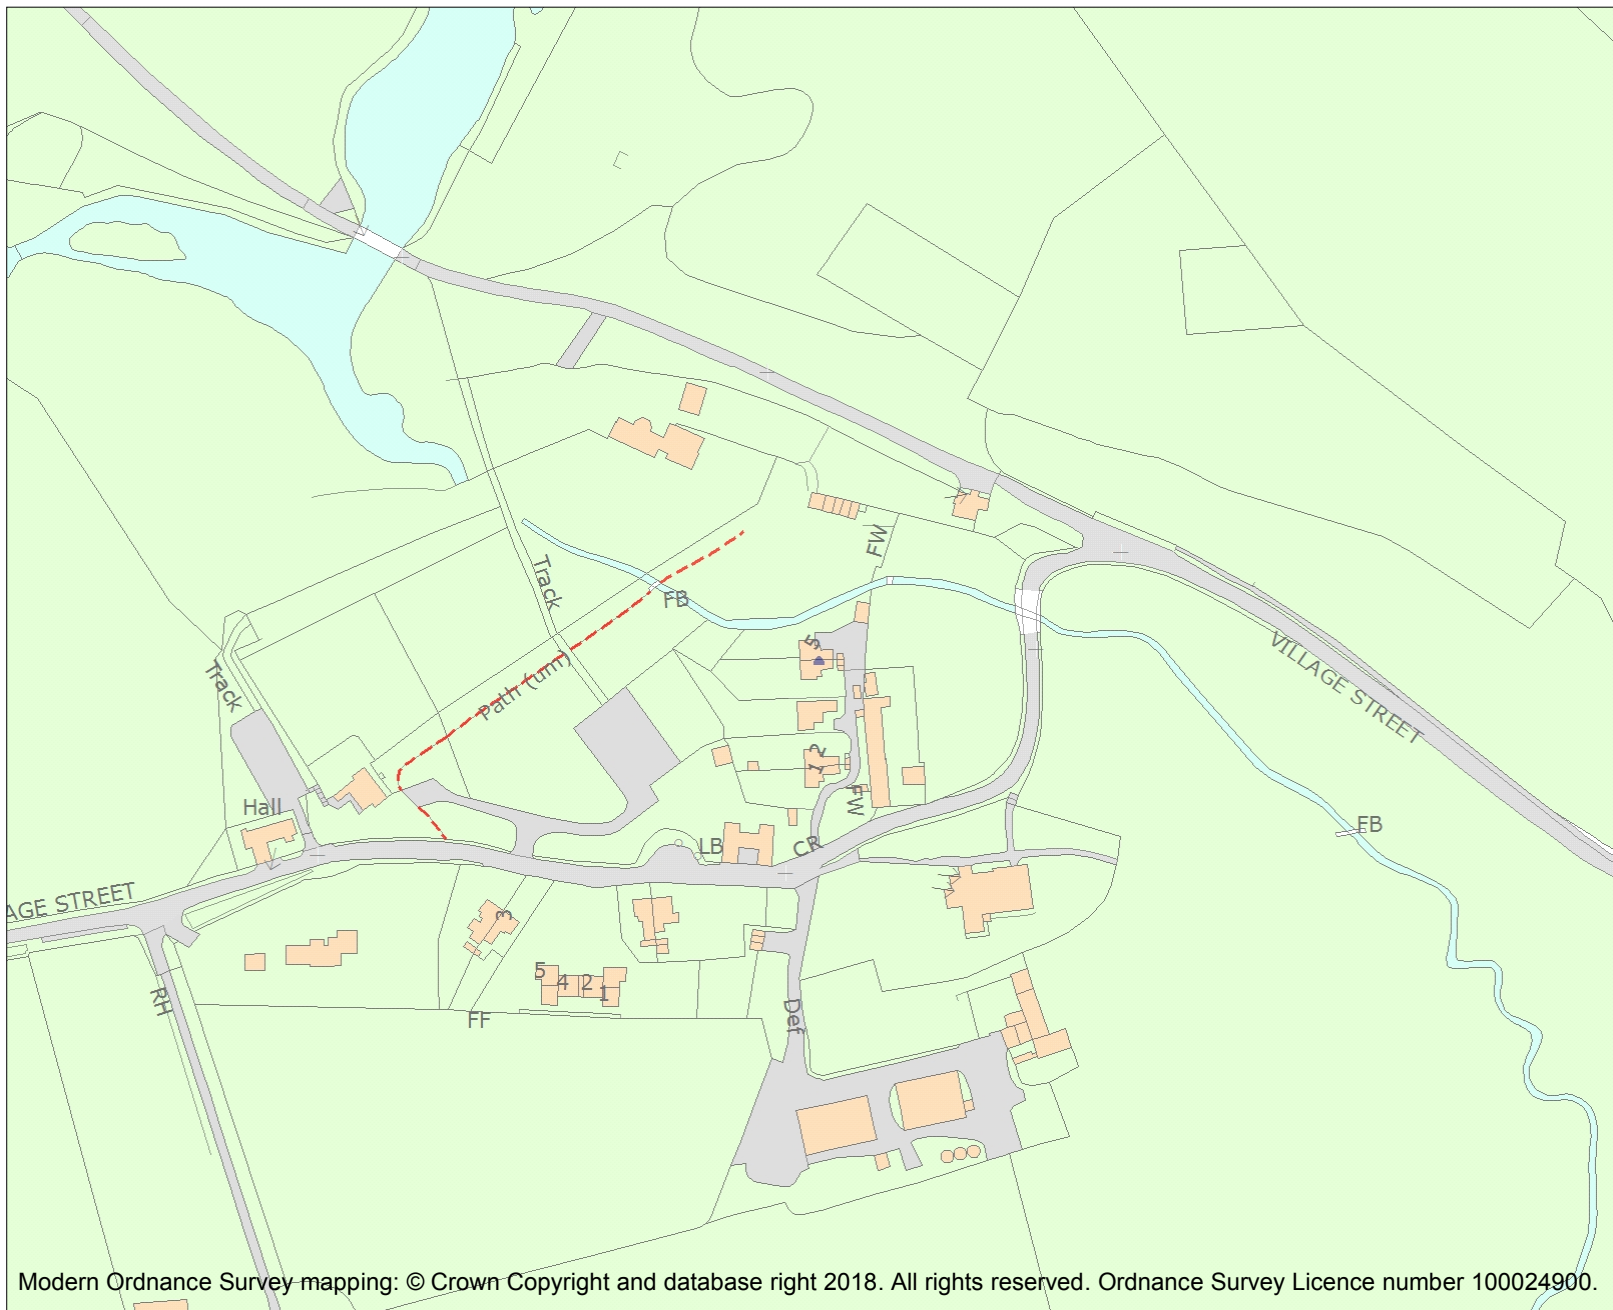 FW
Track
FB
S
VILLAGE STREET
Track
Path (um)
2
1
Hall
FW
FB
LB
CR
AGE STREET
3
5
4
2
1
RH
FF
Def
Modern Ordnance Survey mapping: © Crown Copyright and database right 2018. All rights reserved. Ordnance Survey Licence number 100024900.